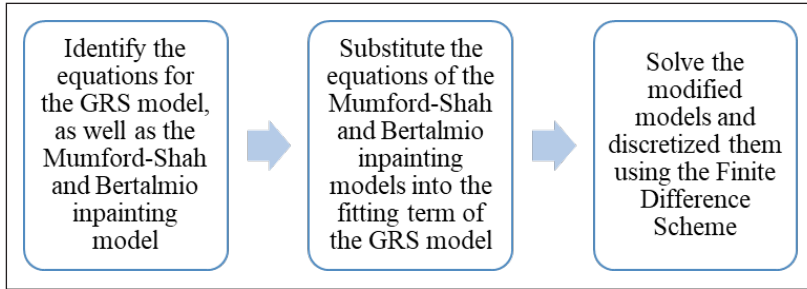 Identify the
equations for
the GRS model,
as well as the
Mumford-Shah
and Bertalmio
inpainting
model
Substitute the
equations of the
Mumford-Shah
and Bertalmio
inpainting
models into the
fitting term of
the GRS model
Solve the
modified
models and
discretized them
using the Finite
Difference
Scheme